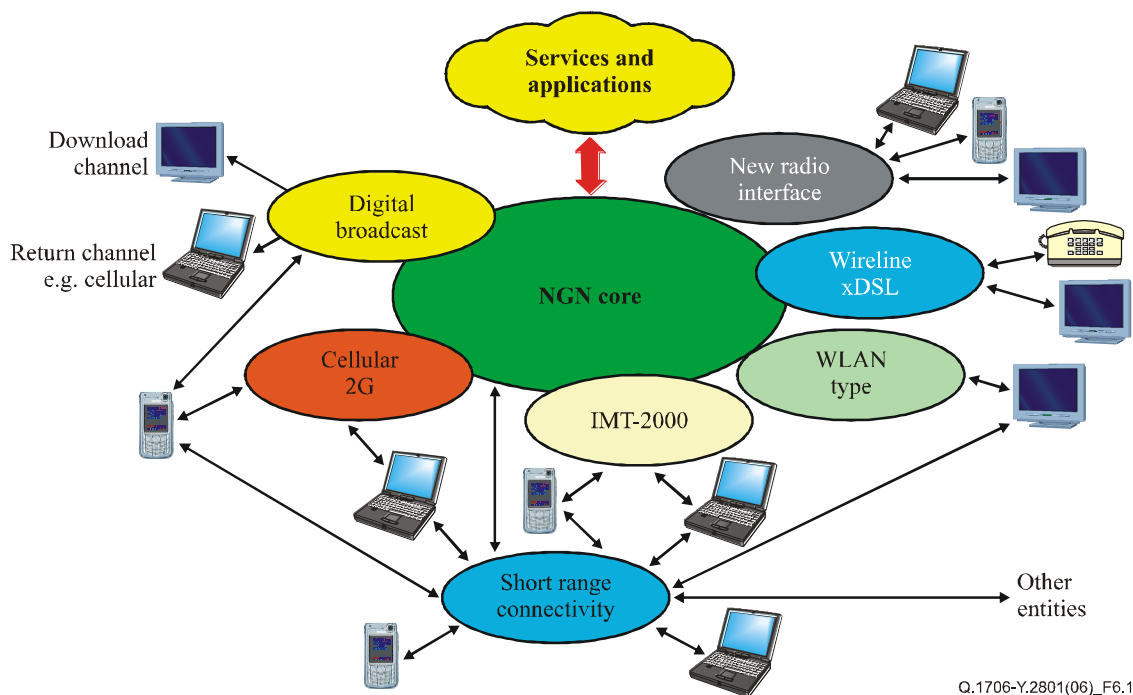 Services and
applications
Download
channel
New radio
interface
Digital
broadcast
Return channel
e.g. cellular
Wireline
xDSL
NGN core
Cellular
2G
WLAN
type
IMT-2000
Short range
connectivity
Other
entities
Q.1706-Y.2801(06)_F6.1